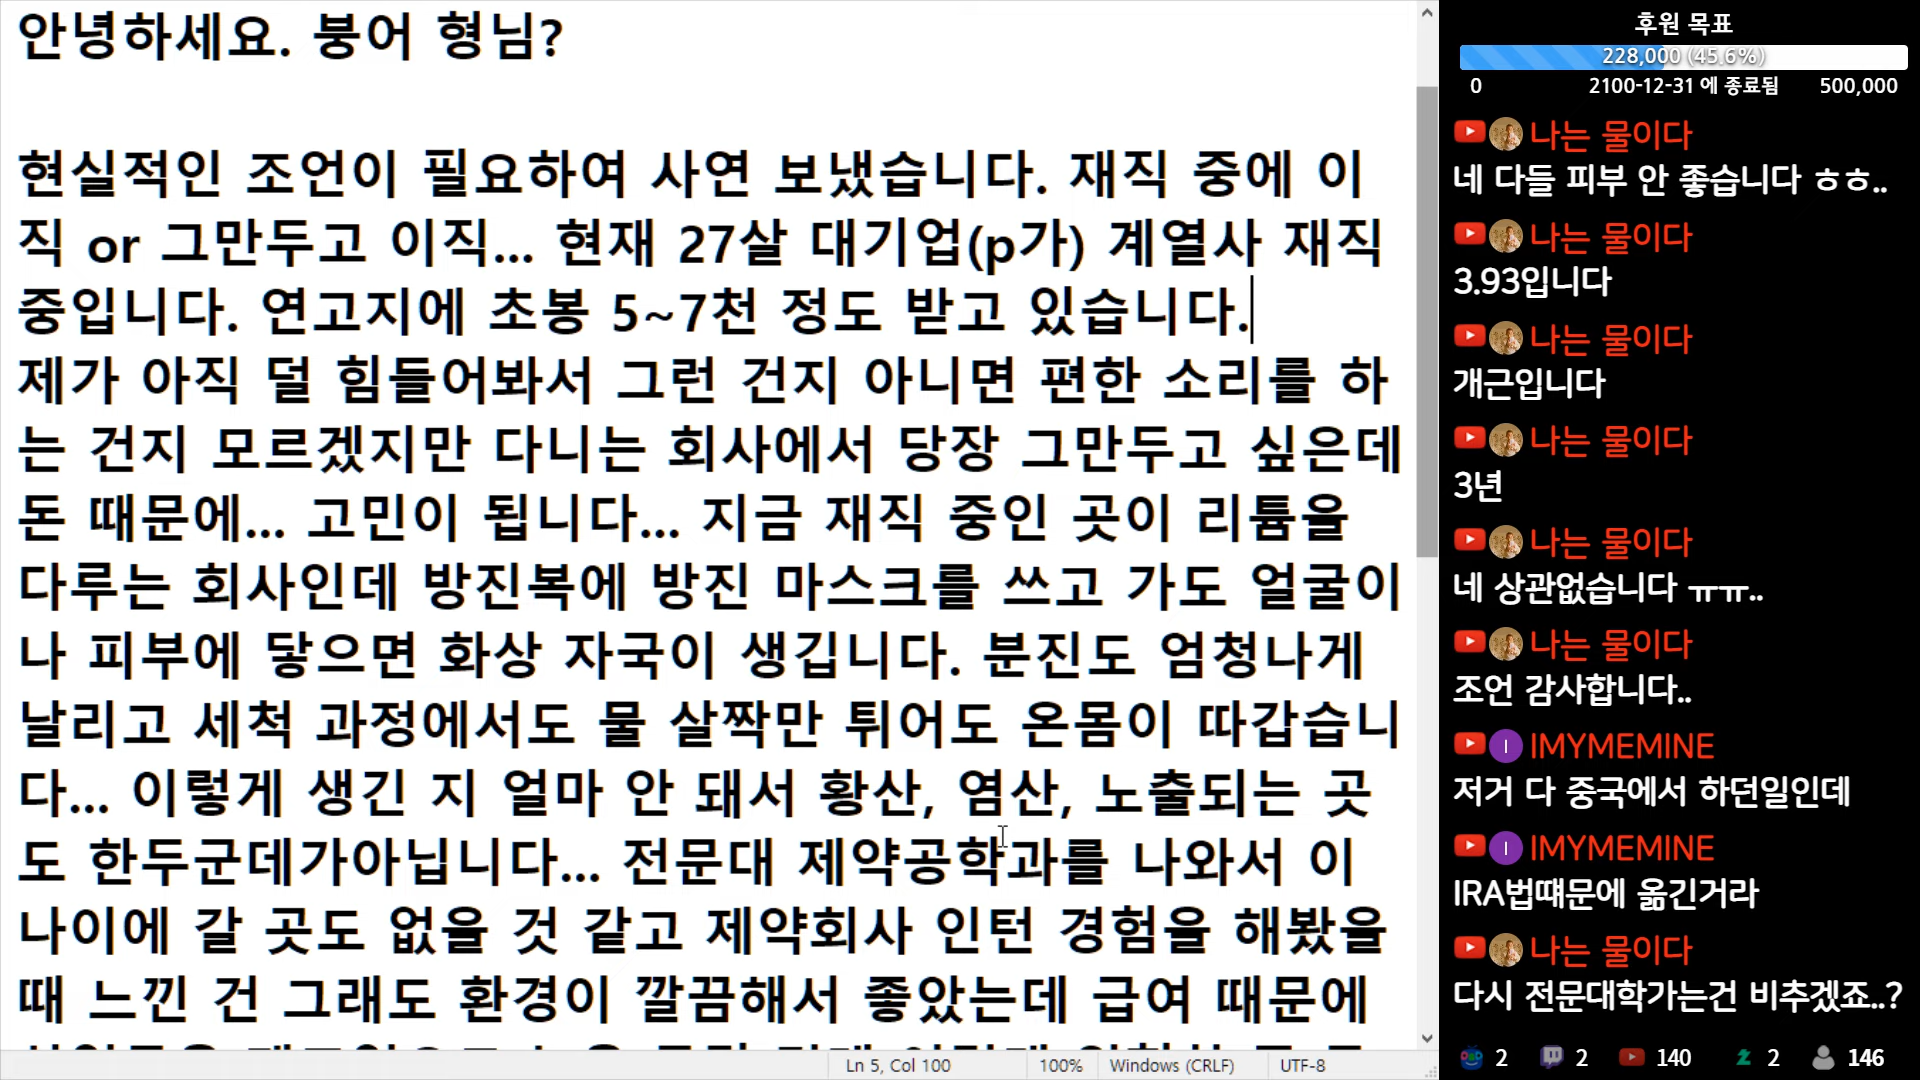 안녕하세요. 붕어 형님?
현실적인 조언이 필요하여 사연 보냈습니다. 재직 중에 이
직 or 그만두고 이직... 현재 27살 대기업(p가) 계열사 재직
중입니다. 연고지에 초봉 5~7천 정도 받고 있습니다.
제가 아직 덜 힘들어봐서 그런 건지 아니면 편한 소리를 하
는 건지 모르겠지만 다니는 회사에서 당장 그만두고 싶은데
돈 때문에... 고민이 됩니다... 지금 재직 중인 곳이 리튬을
다루는 회사인데 방진복에 방진 마스크를 쓰고 가도 얼굴이
나 피부에 닿으면 화상 자국이 생깁니다. 분진도 엄청나게
날리고 세척 과정에서도 물 살짝만 튀어도 온몸이 따갑습니
다... 이렇게 생긴 지 얼마 안 돼서 황산, 염산, 노출되는 곳
도 한두군데가아닙니다... 전문대 제약공학과를 나와서 이
나이에 갈 곳도 없을 것 같고 제약회사 인턴 경험을 해봤을
때 느낀 건 그래도 환경이 깔끔해서 좋았는데 급여 때문에
Ln 5, Col 100
100%
Windows (CRLF)
UTF-8
후원 목표
228,000 (45.6%)
0 2100-12-31 에 종료됨 500,000
나는 물이다
네 다들 피부 안 좋습니다 ㅎㅎ..
나는 물이다
3.93입니다
나는 물이다
개근입니다
나는 물이다
3년
나는 물이다
네 상관없습니다 ㅠㅠ..
나는 물이다
조언 감사합니다..
I IMYMEMINE
저거 다 중국에서 하던일인데
I IMYMEMINE
IRA법떄문에 옮긴거라
나는 물이다
다시 전문대학가는건 비추겠죠..?
2 2 140 2 146